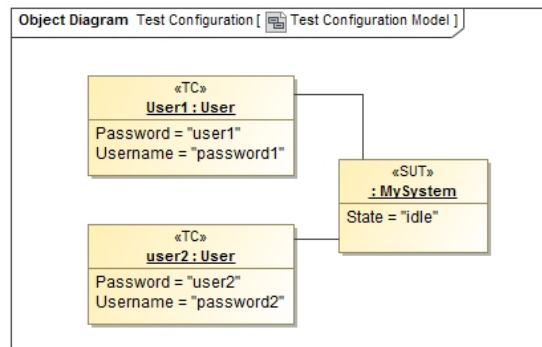 Object Diagram Test Configuration [ Test Configuration Model ]
«TC»
User1 : User
Password = "user1"
Username = "password1"
«SUT»
: MySystem
State = "idle"
«TC»
user2 : User
Password = "user2"
Username = "password2"